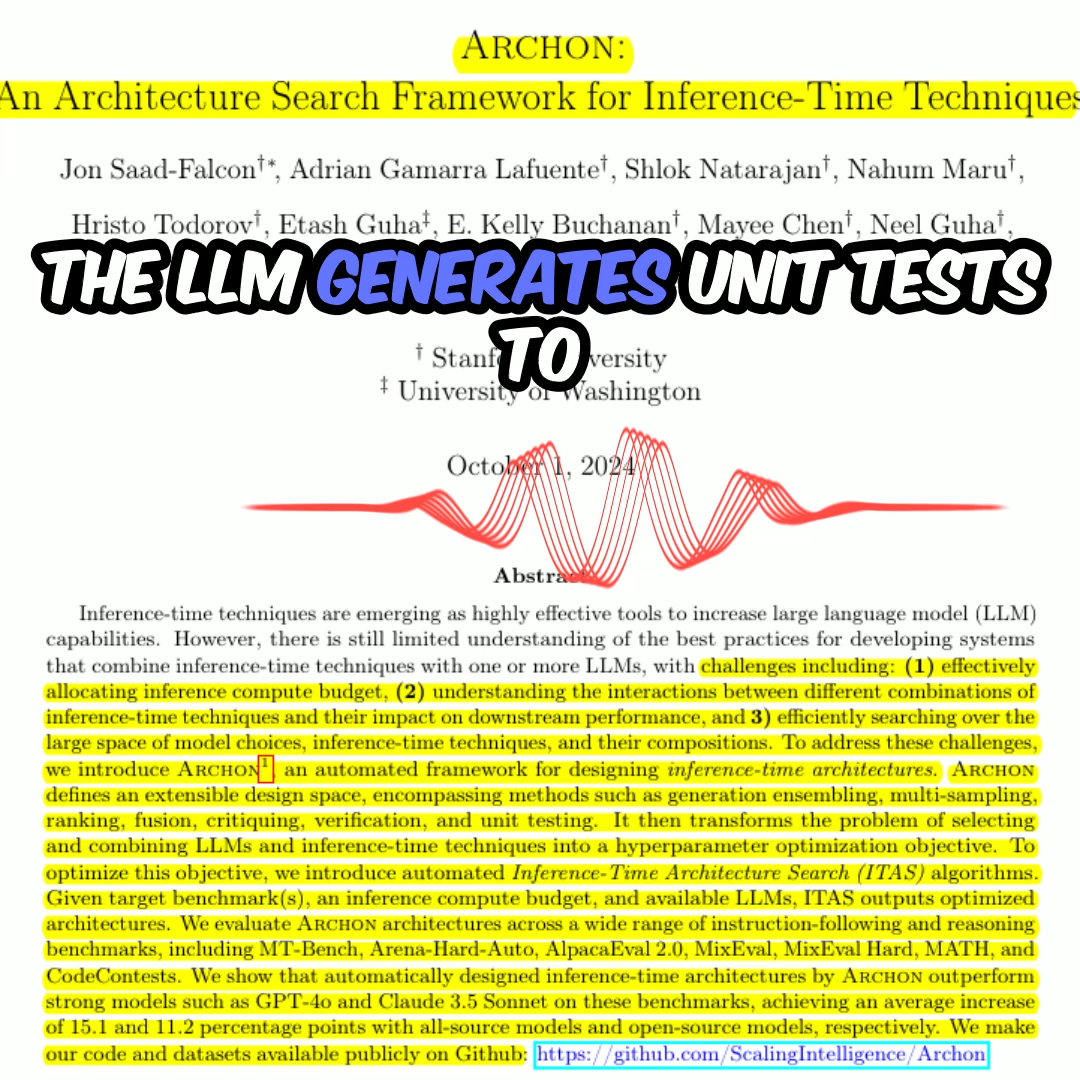 ARCHON:
An Architecture Search Framework for Inference-Time Techniques
Jon Saad-Falcon†*, Adrian Gamarra Lafuente†, Shlok Natarajan†, Nahum Maru†,
Hristo Todorov†, Etash Guha‡, E. Kelly Buchanan†, Mayee Chen†, Neel Guha†,
THE LLM GENERATES UNIT TESTS
TO
† Stanford University
‡ University of Washington
October 1, 2024
Abstract
Inference-time techniques are emerging as highly effective tools to increase large language model (LLM)
capabilities. However, there is still limited understanding of the best practices for developing systems
that combine inference-time techniques with one or more LLMs, with challenges including: (1) effectively
allocating inference compute budget, (2) understanding the interactions between different combinations of
inference-time techniques and their impact on downstream performance, and 3) efficiently searching over the
large space of model choices, inference-time techniques, and their compositions. To address these challenges,
we introduce ARCHON¹, an automated framework for designing inference-time architectures. ARCHON
defines an extensible design space, encompassing methods such as generation ensembling, multi-sampling,
ranking, fusion, critiquing, verification, and unit testing. It then transforms the problem of selecting
and combining LLMs and inference-time techniques into a hyperparameter optimization objective. To
optimize this objective, we introduce automated Inference-Time Architecture Search (ITAS) algorithms.
Given target benchmark(s), an inference compute budget, and available LLMs, ITAS outputs optimized
architectures. We evaluate ARCHON architectures across a wide range of instruction-following and reasoning
benchmarks, including MT-Bench, Arena-Hard-Auto, AlpacaEval 2.0, MixEval, MixEval Hard, MATH, and
CodeContests. We show that automatically designed inference-time architectures by ARCHON outperform
strong models such as GPT-4o and Claude 3.5 Sonnet on these benchmarks, achieving an average increase
of 15.1 and 11.2 percentage points with all-source models and open-source models, respectively. We make
our code and datasets available publicly on Github: https://github.com/ScalingIntelligence/Archon